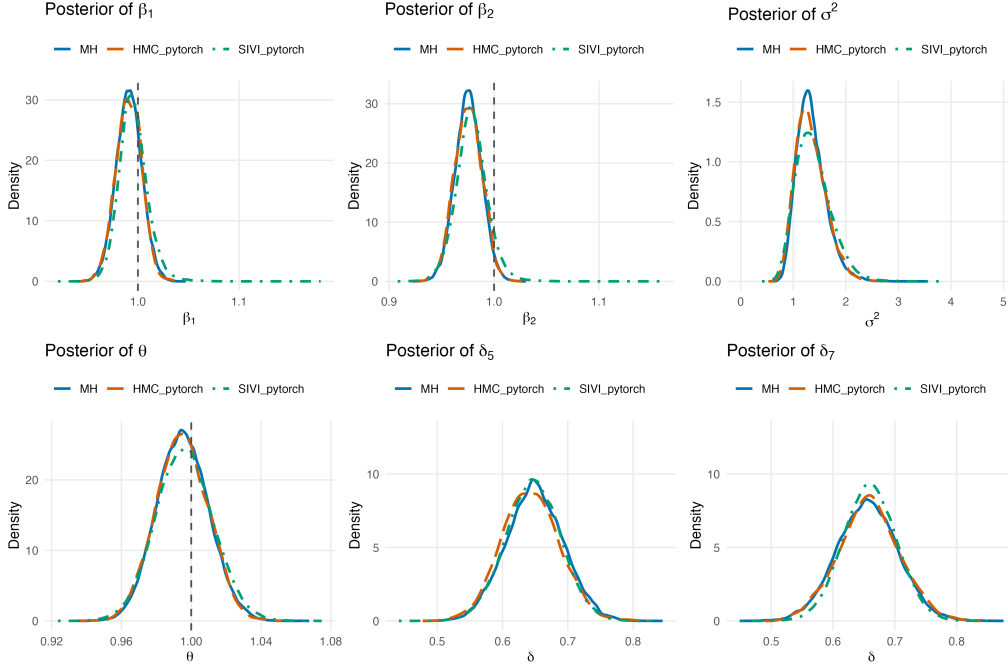 Posterior of β1
MH HMC_pytorch SIVI_pytorch
Density
30
20
10
0
1.0 1.1
β1
Posterior of β2
MH HMC_pytorch SIVI_pytorch
Density
30
20
10
0
0.9 1.0 1.1
β2
Posterior of σ²
MH HMC_pytorch SIVI_pytorch
Density
1.5
1.0
0.5
0.0
0 1 2 3 4 5
σ²
Posterior of θ
MH HMC_pytorch SIVI_pytorch
Density
20
10
0
0.92 0.96 1.00 1.04 1.08
θ
Posterior of δ5
MH HMC_pytorch SIVI_pytorch
Density
10
5
0
0.5 0.6 0.7 0.8
δ
Posterior of δ7
MH HMC_pytorch SIVI_pytorch
Density
10
5
0
0.5 0.6 0.7 0.8
δ